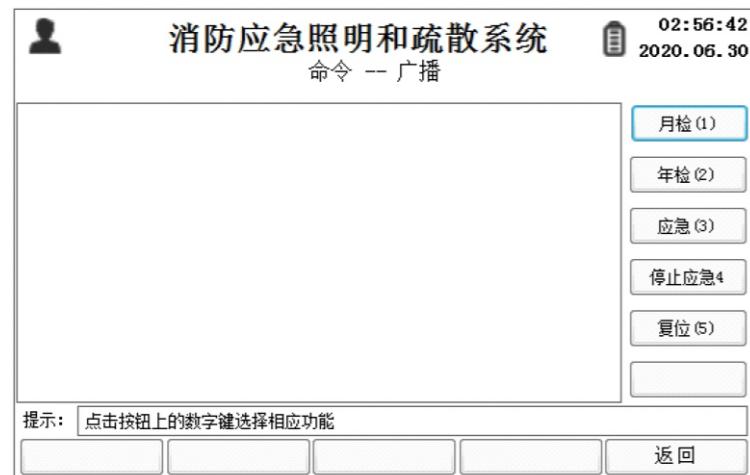 消防应急照明和疏散系统
02:56:42
2020.06.30
命令 -- 广播
月检(1)
年检(2)
应急(3)
停止应急4
复位(5)
提示: 点击按钮上的数字键选择相应功能
返回